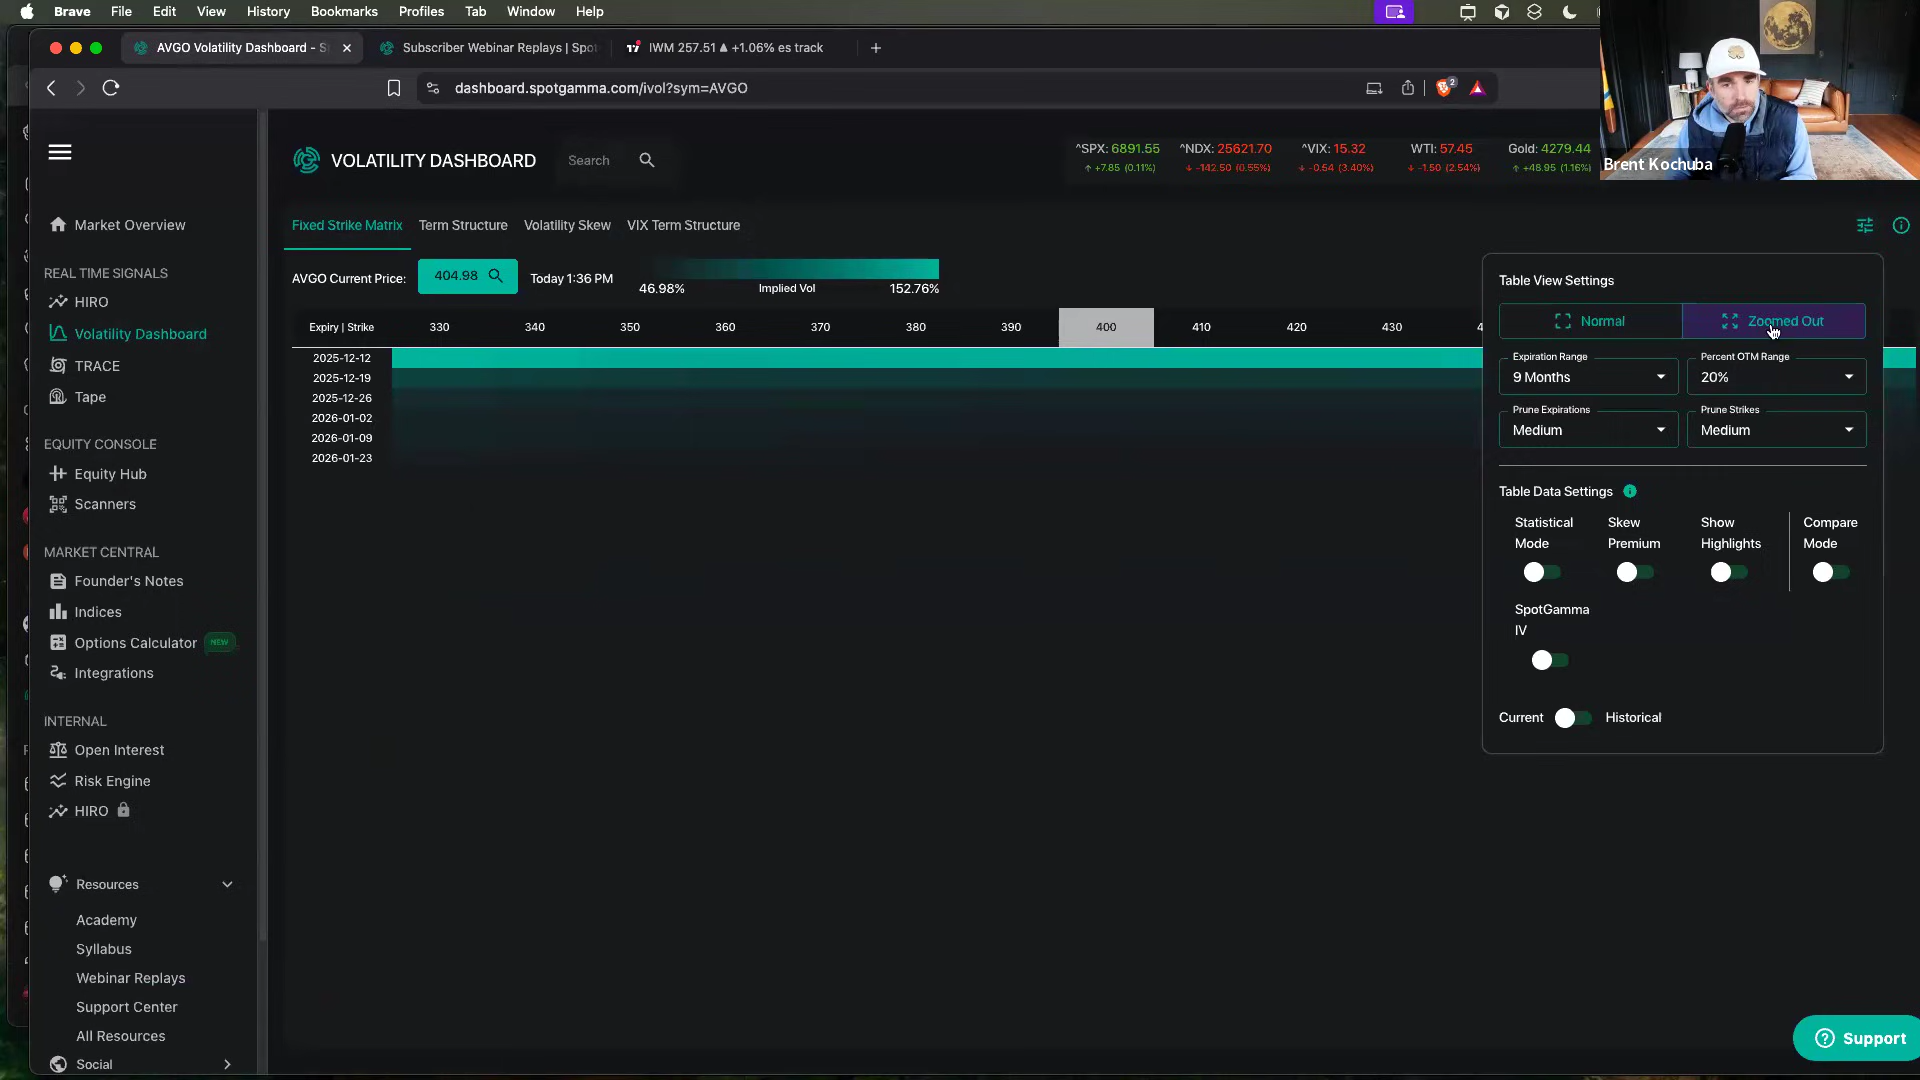 Brave File Edit View History Bookmarks Profiles Tab Window Help
AVGO Volatility Dashboard - S
Subscriber Webinar Replays | Spot
IWM 257.51 ▲ +1.06% es track
dashboard.spotgamma.com/ivol?sym=AVGO
2
Brent Kochuba
VOLATILITY DASHBOARD
Search
^SPX: 6891.55
↑ +7.85 (0.11%)
^NDX: 25621.70
↓ -142.50 (0.55%)
^VIX: 15.32
↓ -0.54 (3.40%)
WTI: 57.45
↓ -1.50 (2.54%)
Gold: 4279.44
↑ +48.95 (1.16%)
Market Overview
REAL TIME SIGNALS
HIRO
Volatility Dashboard
TRACE
Tape
EQUITY CONSOLE
Equity Hub
Scanners
MARKET CENTRAL
Founder's Notes
Indices
Options Calculator NEW
Integrations
INTERNAL
Open Interest
Risk Engine
HIRO
Resources
Academy
Syllabus
Webinar Replays
Support Center
All Resources
Social
Fixed Strike Matrix Term Structure Volatility Skew VIX Term Structure
AVGO Current Price: 404.98 Today 1:36 PM
46.98% Implied Vol 152.76%
Expiry | Strike 330 340 350 360 370 380 390 400 410 420 430
2025-12-12
2025-12-19
2025-12-26
2026-01-02
2026-01-09
2026-01-23
Table View Settings
Normal Zoomed Out
Expiration Range
9 Months
Percent OTM Range
20%
Prune Expirations
Medium
Prune Strikes
Medium
Table Data Settings
Statistical Mode
Skew Premium
Show Highlights
Compare Mode
SpotGamma IV
Current Historical
Support